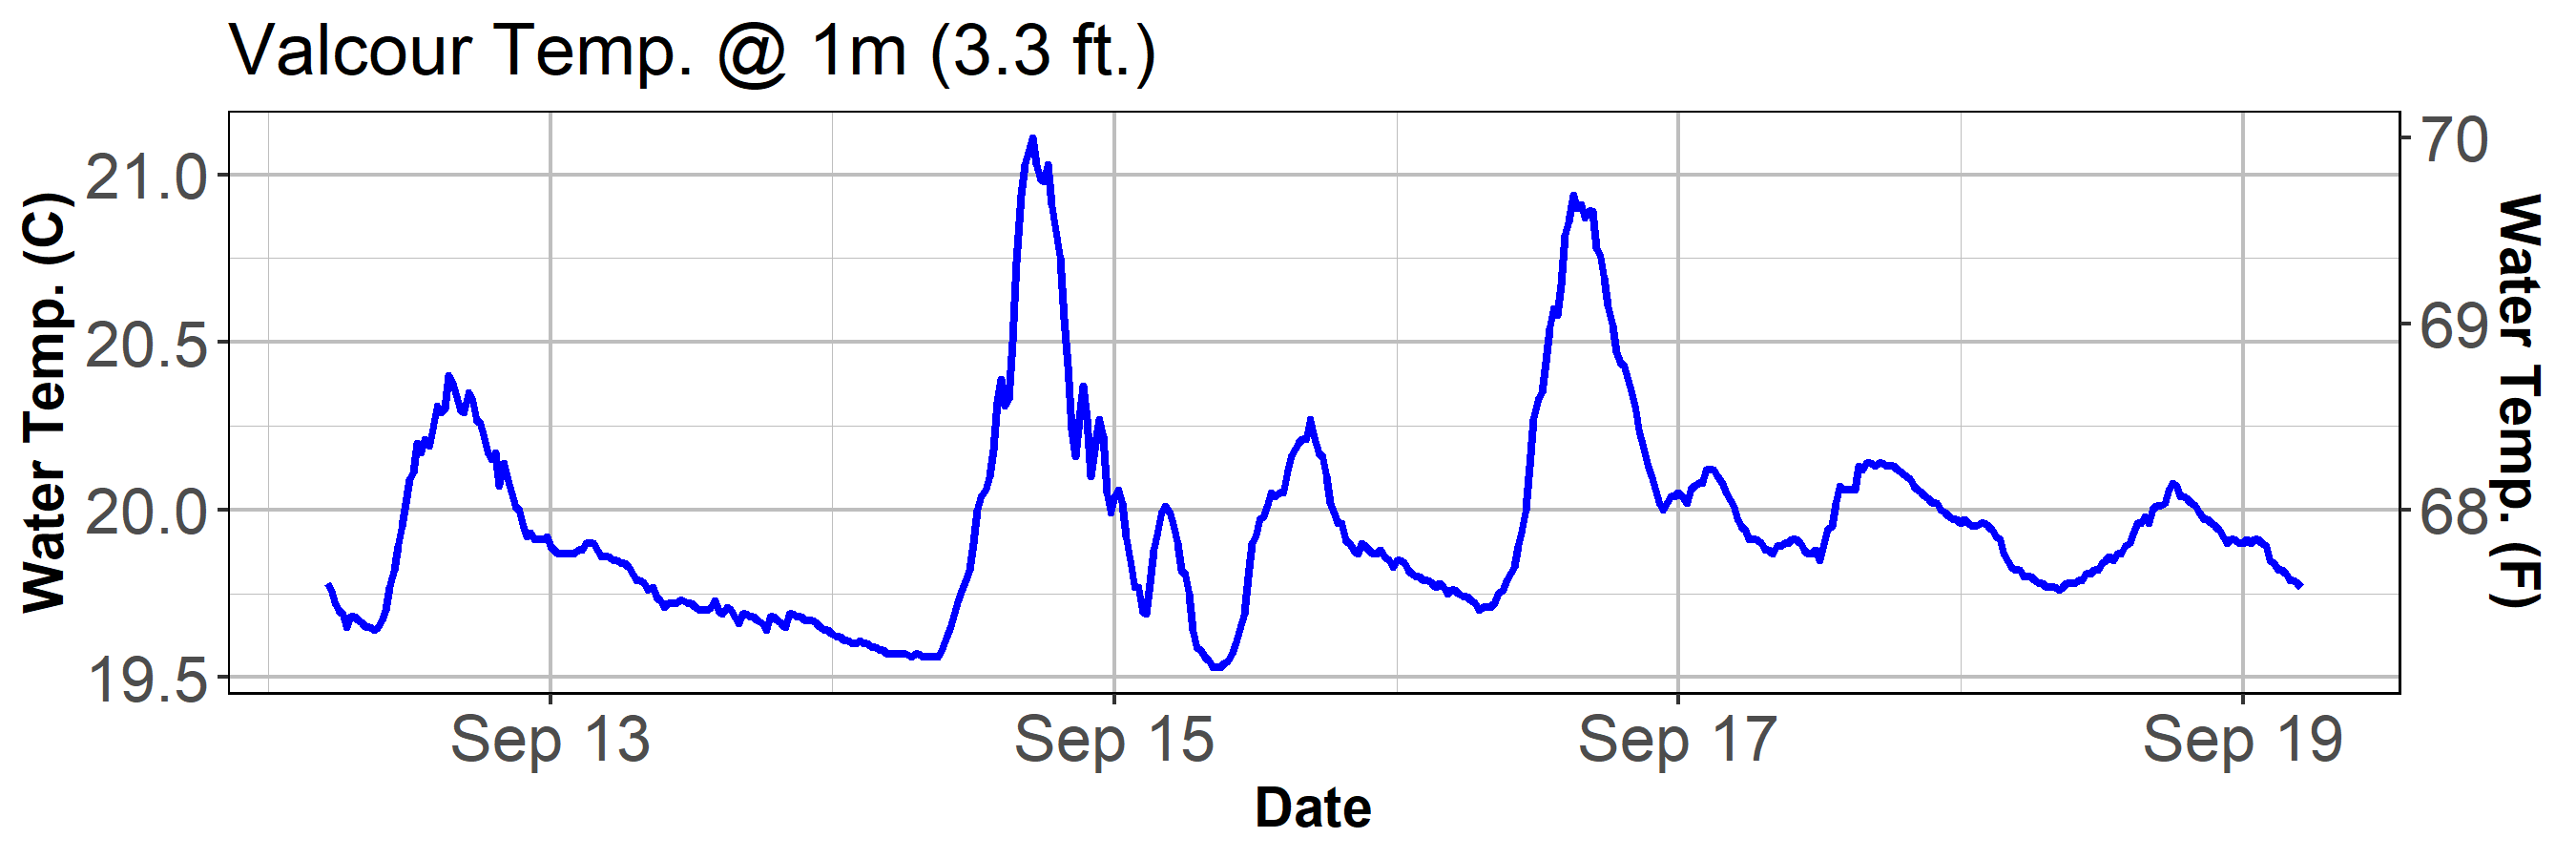 Valcour Temp. @ 1m (3.3 ft.)
Water Temp. (C)
21.0
20.5
20.0
19.5
70
69
68
Water Temp. (F)
Sep 13 Sep 15 Sep 17 Sep 19
Date